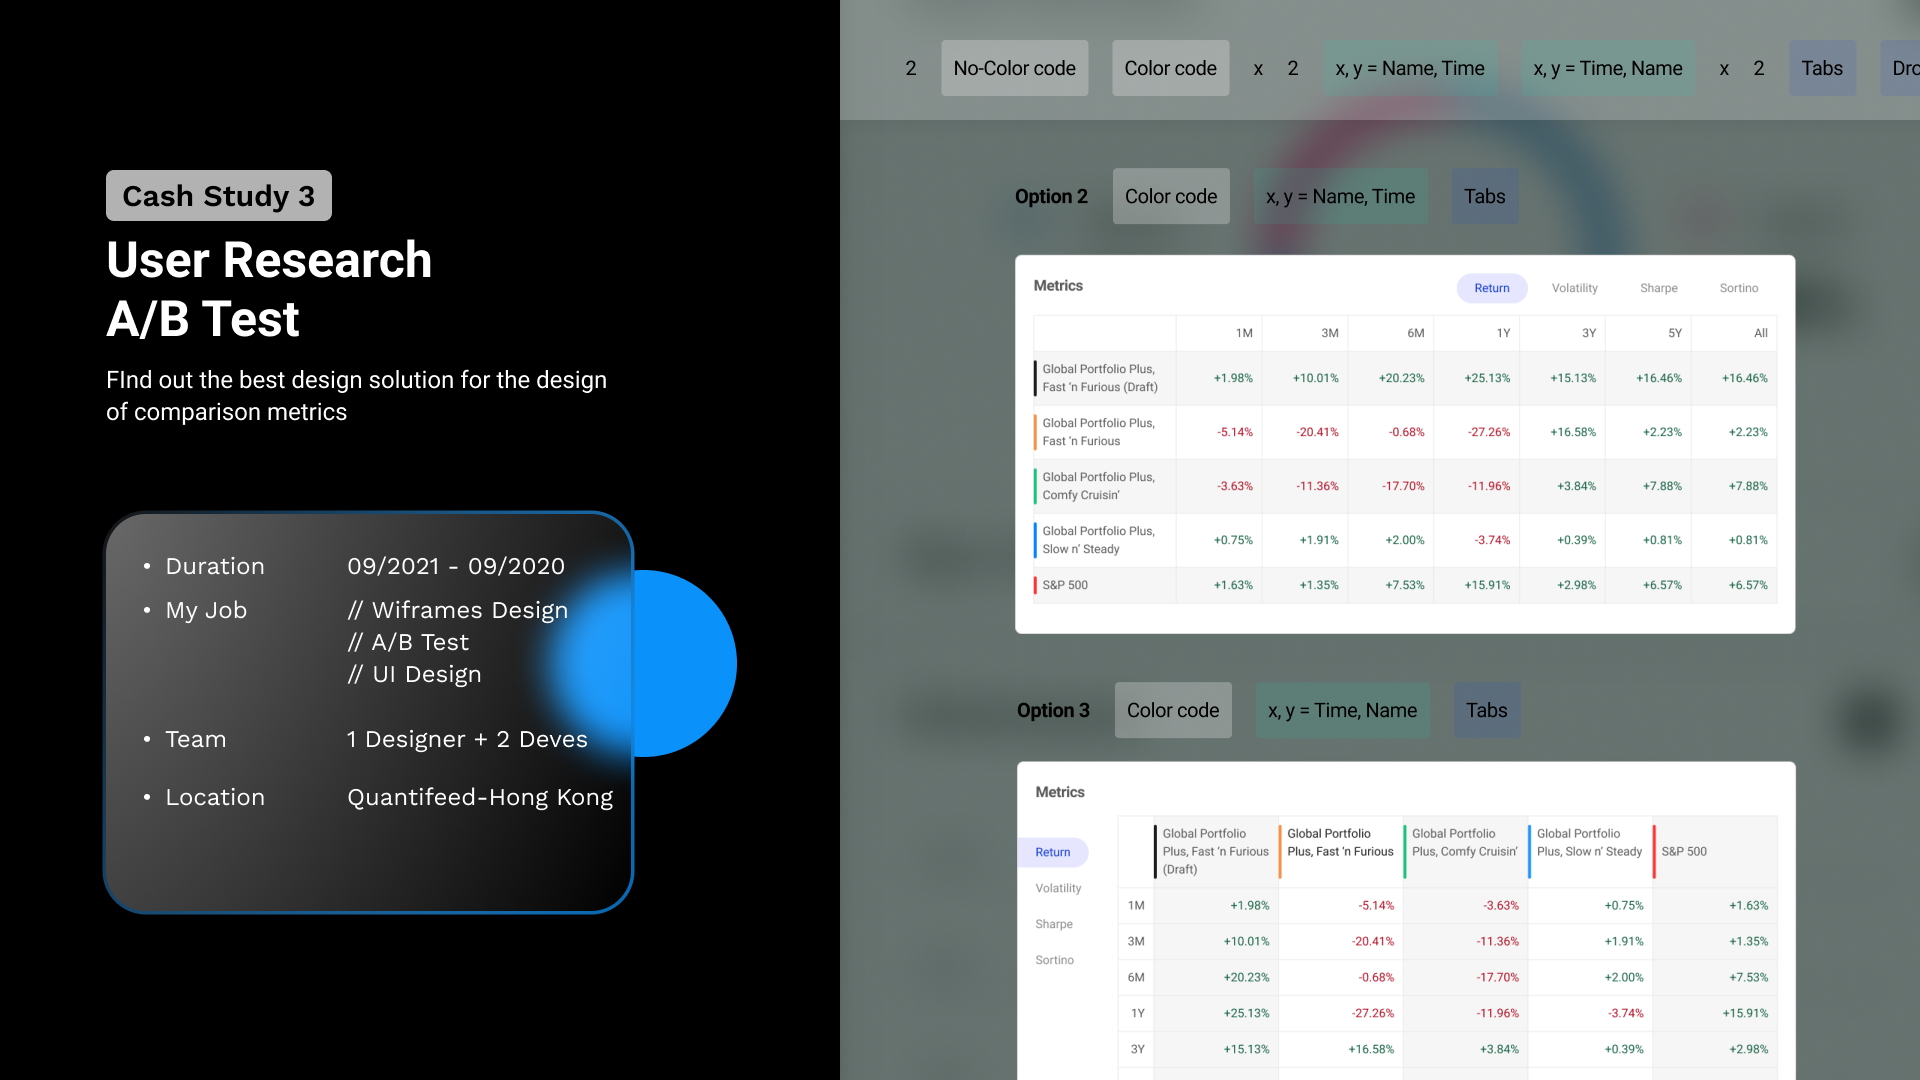 Cash Study 3
User Research
A/B Test
FInd out the best design solution for the design
of comparison metrics
• Duration 09/2021 - 09/2020
• My Job // Wiframes Design
// A/B Test
// UI Design
• Team 1 Designer + 2 Deves
• Location Quantifeed-Hong Kong
2 No-Color code Color code x 2 x, y = Name, Time x, y = Time, Name x 2 Tabs Dro
Option 2 Color code x, y = Name, Time Tabs
Metrics Return Volatility Sharpe Sortino
1M 3M 6M 1Y 3Y 5Y All
Global Portfolio Plus,
Fast ‘n Furious (Draft) +1.98% +10.01% +20.23% +25.13% +15.13% +16.46% +16.46%
Global Portfolio Plus,
Fast ‘n Furious -5.14% -20.41% -0.68% -27.26% +16.58% +2.23% +2.23%
Global Portfolio Plus,
Comfy Cruisin’ -3.63% -11.36% -17.70% -11.96% +3.84% +7.88% +7.88%
Global Portfolio Plus,
Slow n’ Steady +0.75% +1.91% +2.00% -3.74% +0.39% +0.81% +0.81%
S&P 500 +1.63% +1.35% +7.53% +15.91% +2.98% +6.57% +6.57%
Option 3 Color code x, y = Time, Name Tabs
Metrics
Return
Volatility
Sharpe
Sortino
Global Portfolio
Plus, Fast ‘n Furious
(Draft)
Global Portfolio
Plus, Fast ‘n Furious
Global Portfolio
Plus, Comfy Cruisin’
Global Portfolio
Plus, Slow n’ Steady
S&P 500
1M +1.98% -5.14% -3.63% +0.75% +1.63%
3M +10.01% -20.41% -11.36% +1.91% +1.35%
6M +20.23% -0.68% -17.70% +2.00% +7.53%
1Y +25.13% -27.26% -11.96% -3.74% +15.91%
3Y +15.13% +16.58% +3.84% +0.39% +2.98%